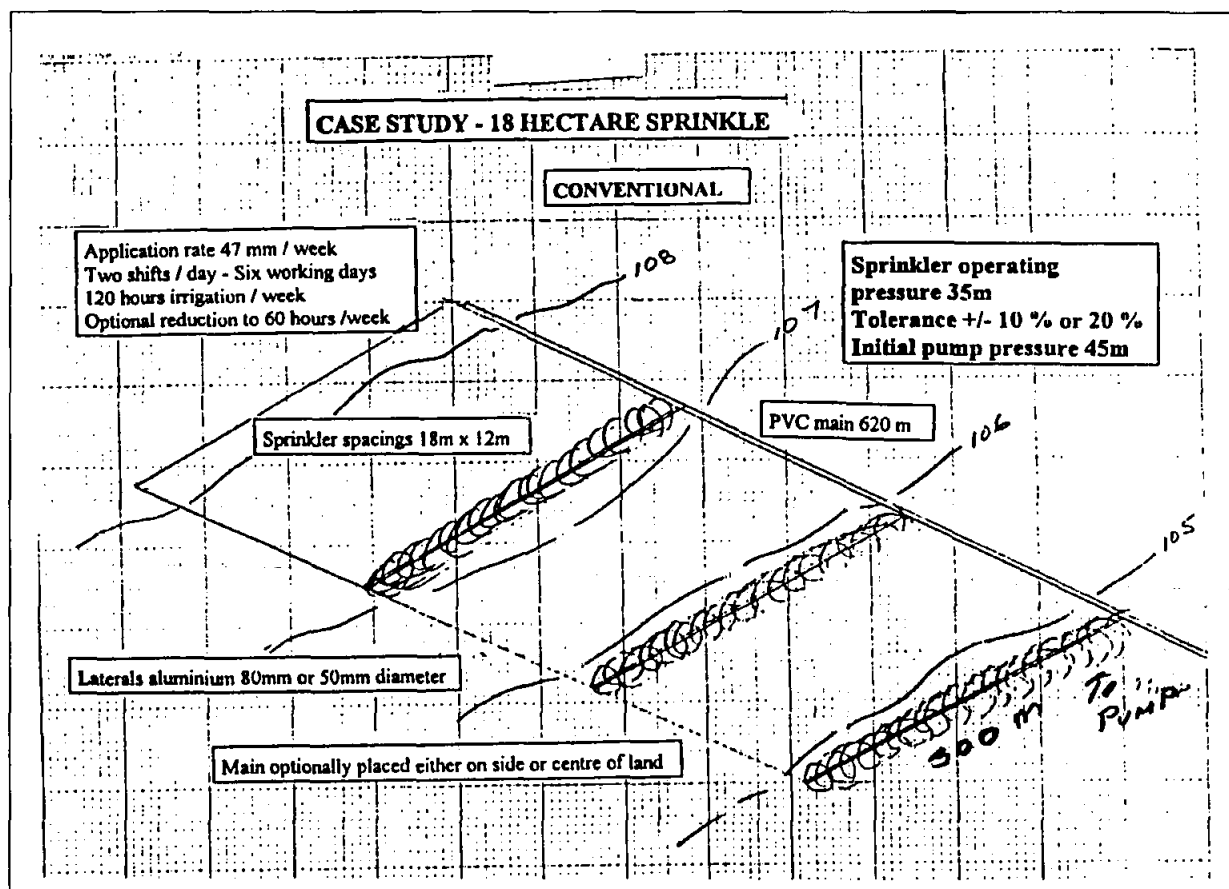 CASE STUDY - 18 HECTARE SPRINKLE
CONVENTIONAL
Application rate 47 mm / week
Two shifts / day - Six working days
120 hours irrigation / week
Optional reduction to 60 hours /week
108
Sprinkler operating
pressure 35m
Tolerance +/- 10 % or 20 %
Initial pump pressure 45m
107
Sprinkler spacings 18m x 12m
PVC main 620 m
106
105
Laterals aluminium 80mm or 50mm diameter
Main optionally placed either on side or centre of land
300 m
To
PUMP